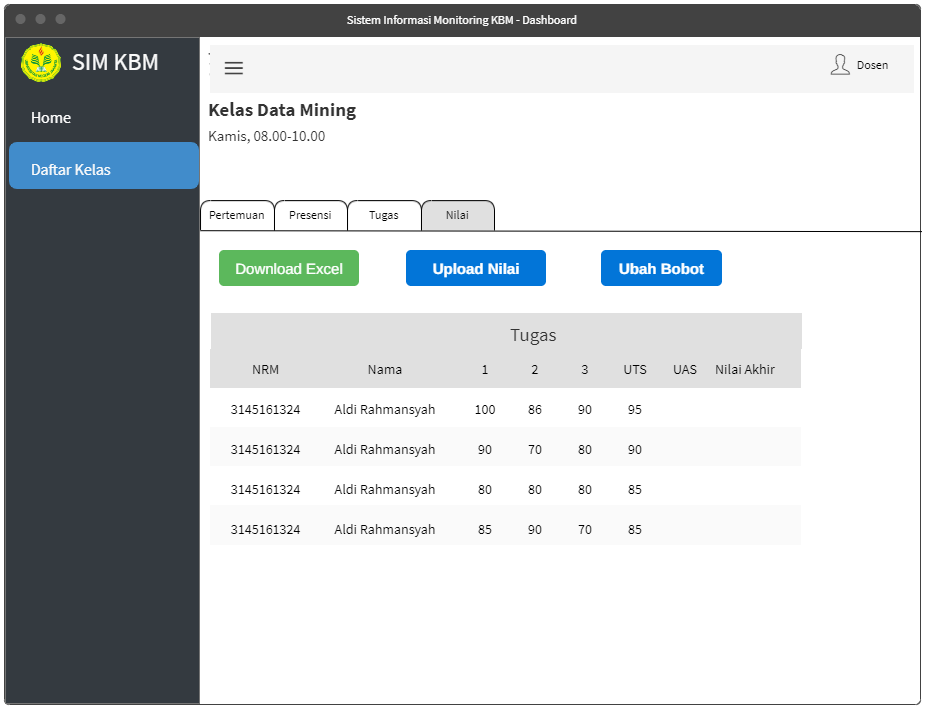 Sistem Informasi Monitoring KBM - Dashboard
SIM KBM
Dosen
Home
Daftar Kelas
Kelas Data Mining
Kamis, 08.00-10.00
Pertemuan Presensi Tugas Nilai
Download Excel Upload Nilai Ubah Bobot
Tugas
NRM Nama 1 2 3 UTS UAS Nilai Akhir
3145161324 Aldi Rahmansyah 100 86 90 95
3145161324 Aldi Rahmansyah 90 70 80 90
3145161324 Aldi Rahmansyah 80 80 80 85
3145161324 Aldi Rahmansyah 85 90 70 85